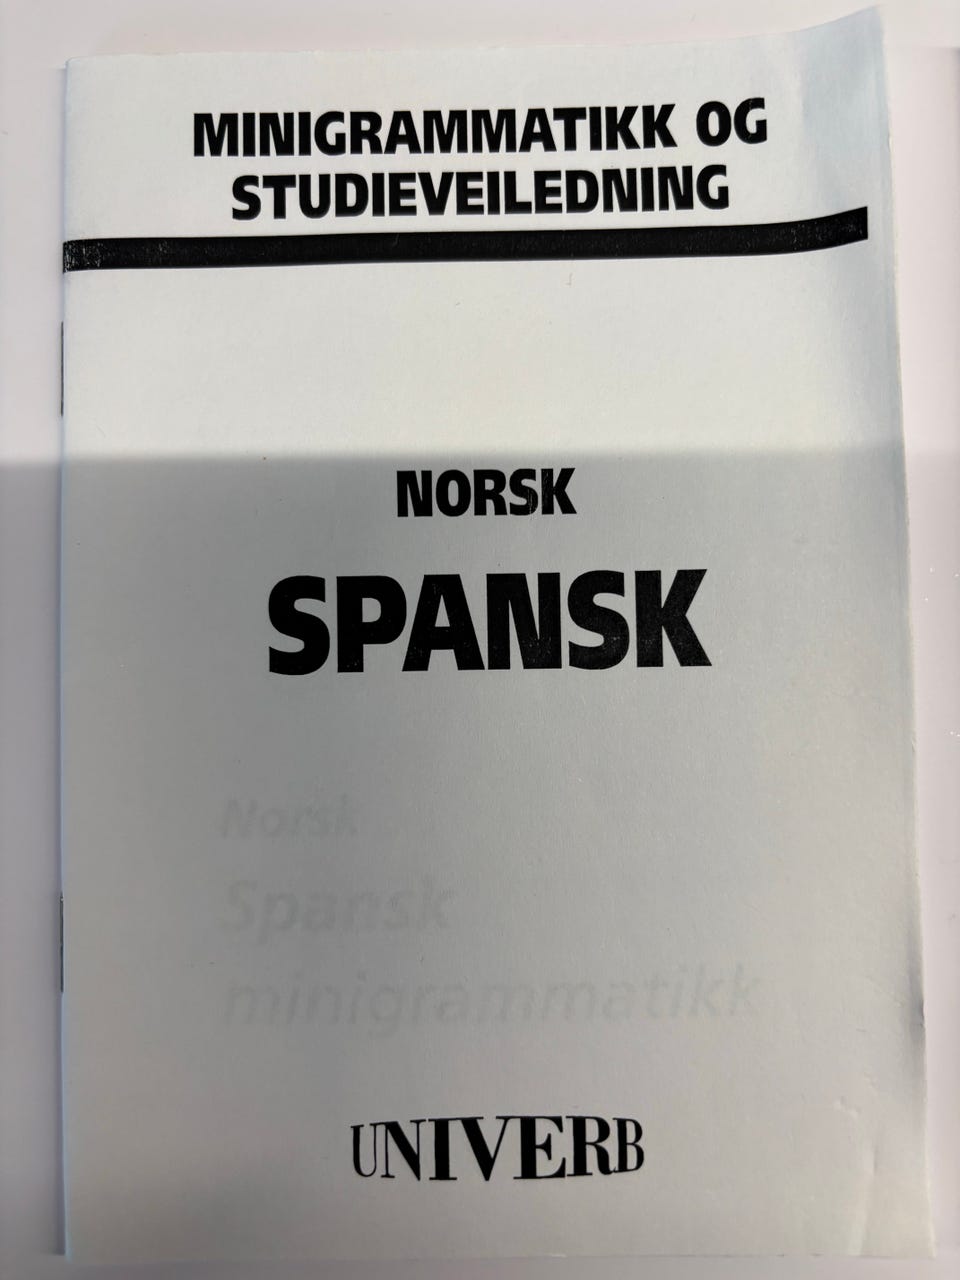 MINIGRAMMATIKK OG
STUDIEVEILEDNING
NORSK
SPANSK
Norsk
Spansk
minigrammatikk
UNIVERB